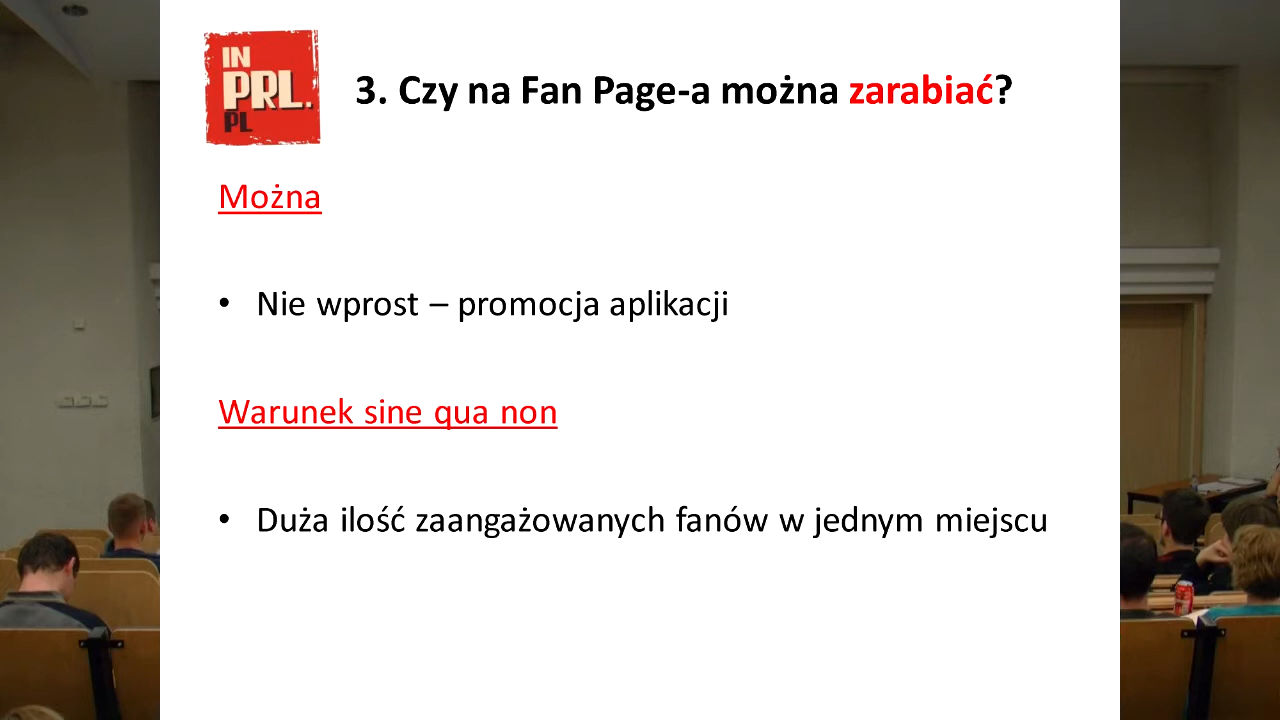 IN
PRL.
PL
3. Czy na Fan Page-a można zarabiać?
Można
• Nie wprost – promocja aplikacji
Warunek sine qua non
• Duża ilość zaangażowanych fanów w jednym miejscu